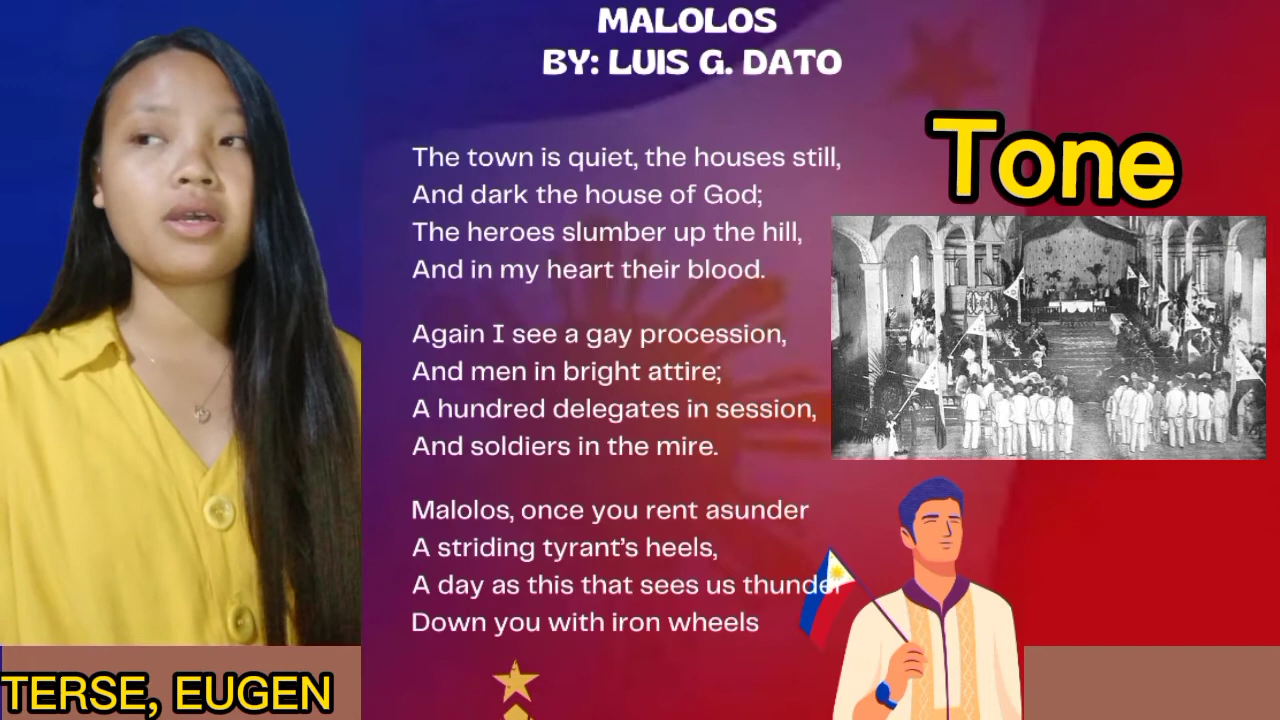 MALOLOS
BY: LUIS G. DATO
Tone
The town is quiet, the houses still,
And dark the house of God;
The heroes slumber up the hill,
And in my heart their blood.
Again I see a gay procession,
And men in bright attire;
A hundred delegates in session,
And soldiers in the mire.
Malolos, once you rent asunder
A striding tyrant's heels,
A day as this that sees us thunder
Down you with iron wheels
TERSE, EUGEN